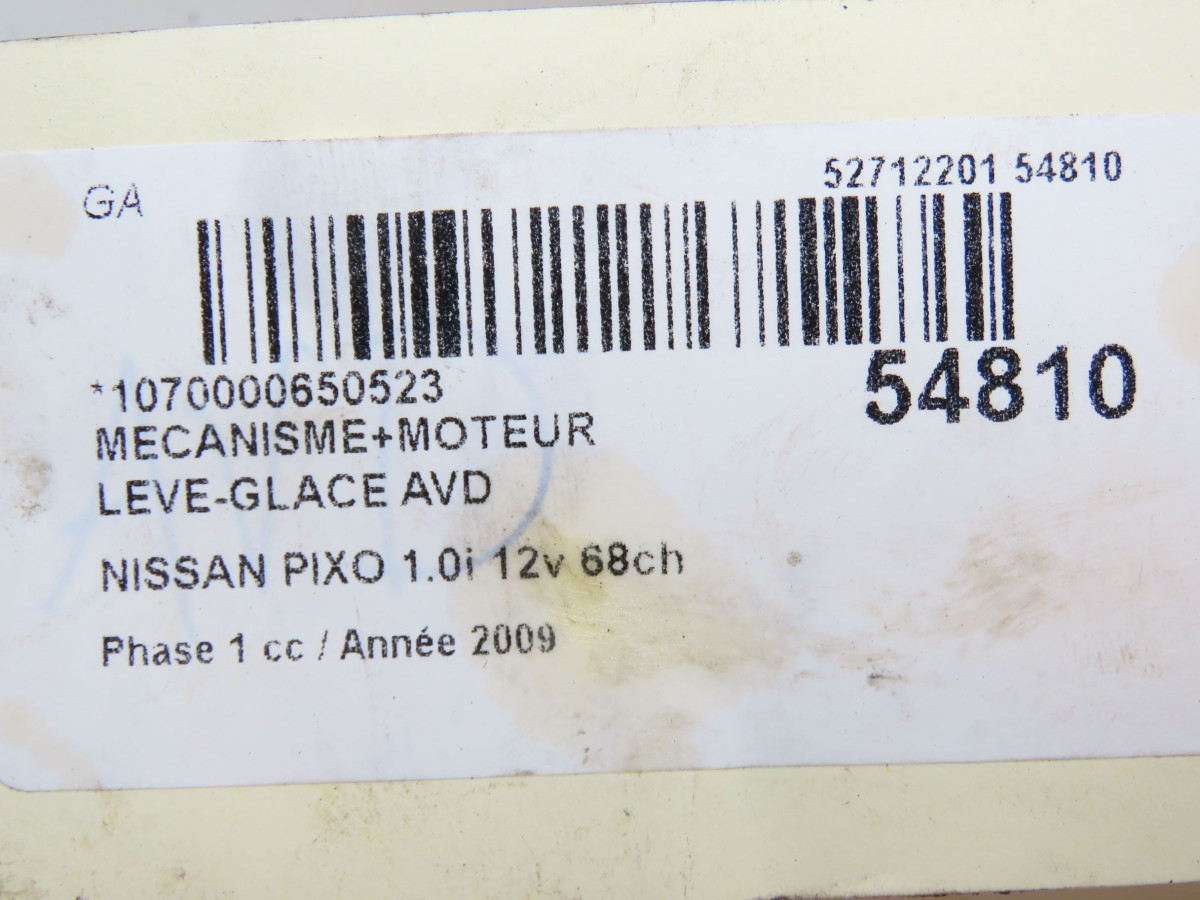 GA
52712201 54810
*1070000650523
54810
MECANISME+MOTEUR
LEVE-GLACE AVD
NISSAN PIXO 1.0i 12v 68ch
Phase 1 cc / Année 2009
AVD